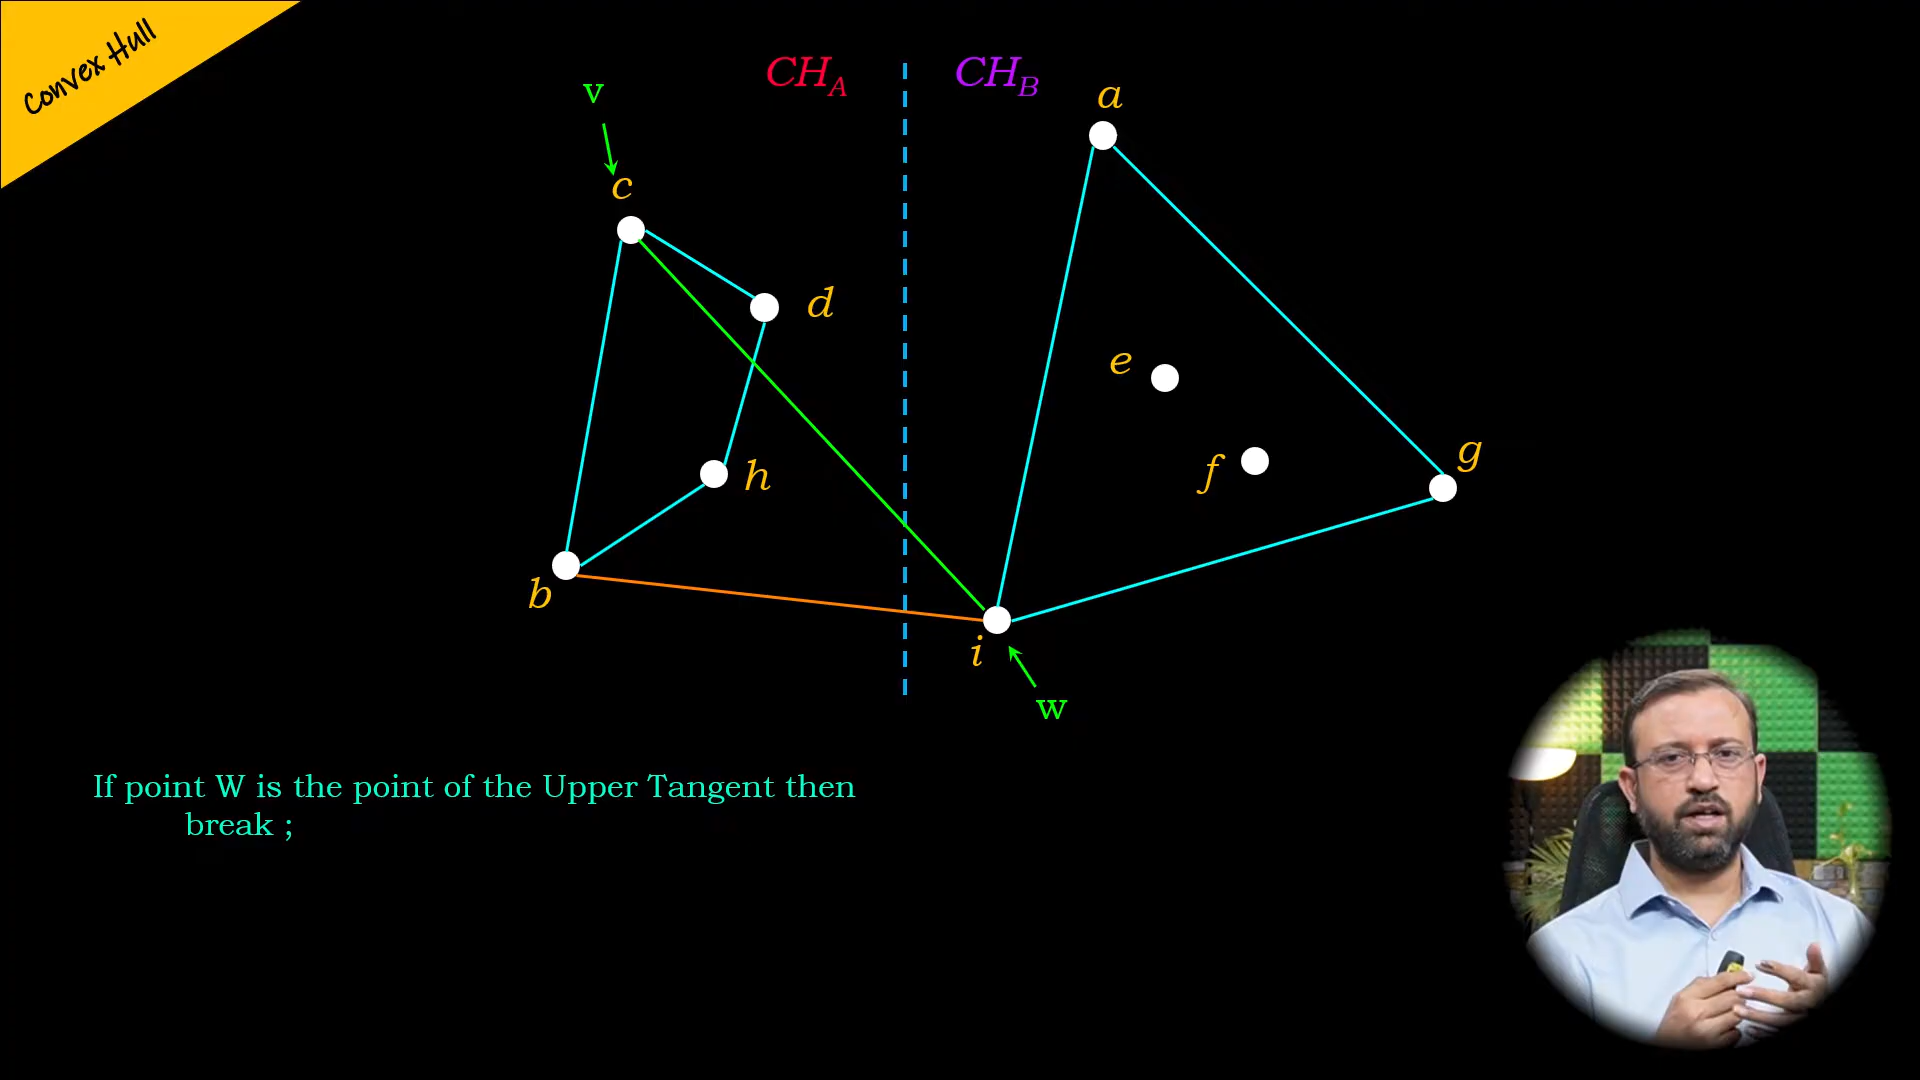 Convex Hull
CH_A
CH_B
v
a
c
d
e
g
f
h
b
i
w
If point W is the point of the Upper Tangent then
break ;